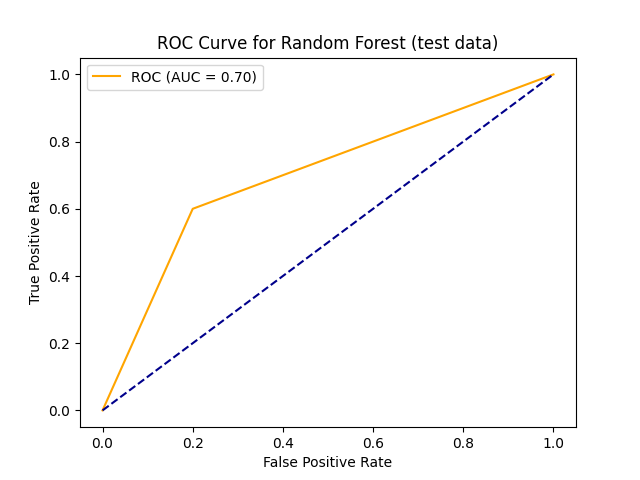 ROC Curve for Random Forest (test data)
ROC (AUC = 0.70)
True Positive Rate
1.0
0.8
0.6
0.4
0.2
0.0
0.0 0.2 0.4 0.6 0.8 1.0
False Positive Rate